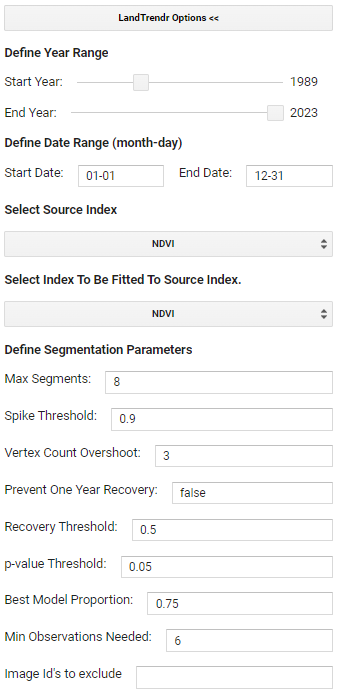 LandTrendr Options <<
Define Year Range
Start Year: 1989
End Year: 2023
Define Date Range (month-day)
Start Date: 01-01 End Date: 12-31
Select Source Index
NDVI
Select Index To Be Fitted To Source Index.
NDVI
Define Segmentation Parameters
Max Segments: 8
Spike Threshold: 0.9
Vertex Count Overshoot: 3
Prevent One Year Recovery: false
Recovery Threshold: 0.5
p-value Threshold: 0.05
Best Model Proportion: 0.75
Min Observations Needed: 6
Image Id's to exclude